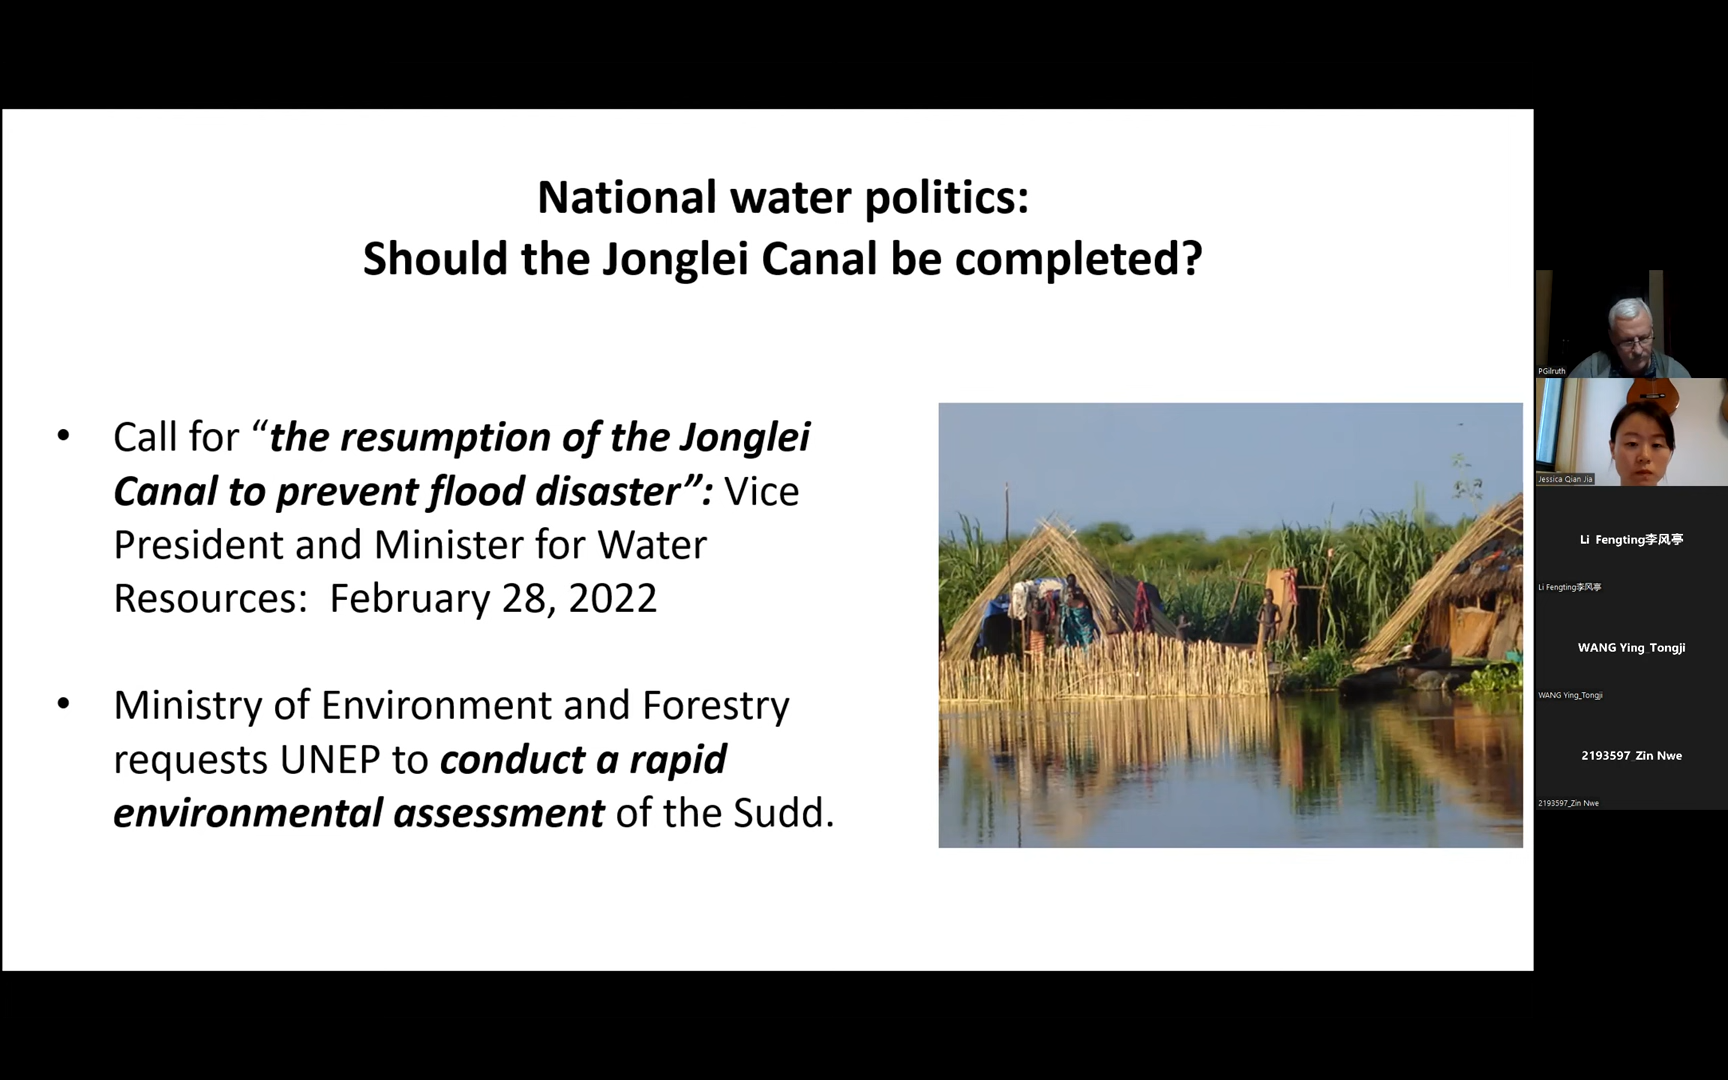 National water politics:
Should the Jonglei Canal be completed?
• Call for “the resumption of the Jonglei
Canal to prevent flood disaster”: Vice
President and Minister for Water
Resources: February 28, 2022
• Ministry of Environment and Forestry
requests UNEP to conduct a rapid
environmental assessment of the Sudd.
PGilruth
Jessica Qian Jia
Li Fengting李风亭
Li Fengting李风亭
WANG Ying_Tongji
WANG Ying_Tongji
2193597_Zin Nwe
2193597_Zin Nwe